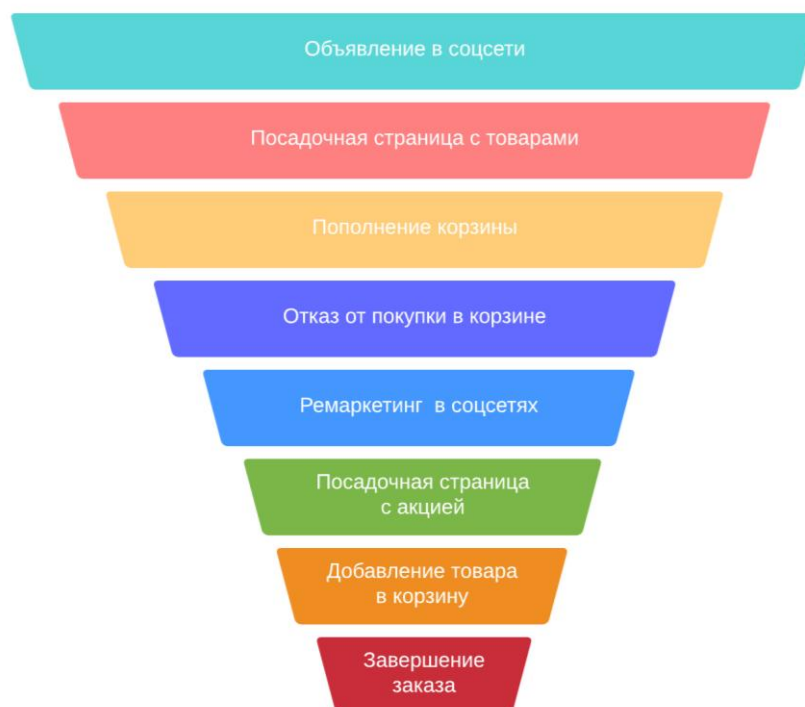 Объявление в соцсети
Посадочная страница с товарами
Пополнение корзины
Отказ от покупки в корзине
Ремаркетинг в соцсетях
Посадочная страница
с акцией
Добавление товара
в корзину
Завершение
заказа